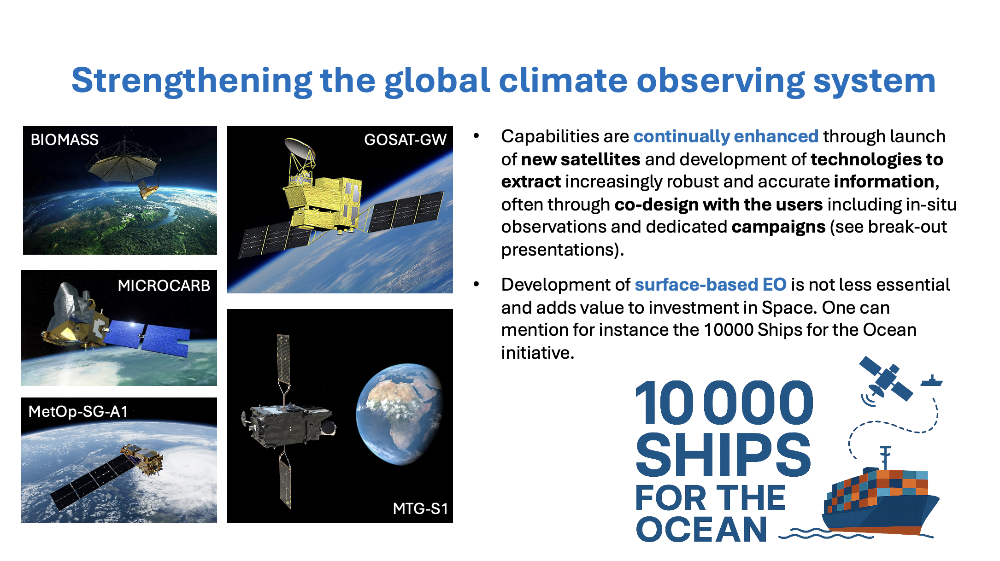 Strengthening the global climate observing system
BIOMASS
GOSAT-GW
MICROCARB
MetOp-SG-A1
MTG-S1
• Capabilities are continually enhanced through launch
of new satellites and development of technologies to
extract increasingly robust and accurate information,
often through co-design with the users including in-situ
observations and dedicated campaigns (see break-out
presentations).
• Development of surface-based EO is not less essential
and adds value to investment in Space. One can
mention for instance the 10000 Ships for the Ocean
initiative.
10 000
SHIPS
FOR THE
OCEAN